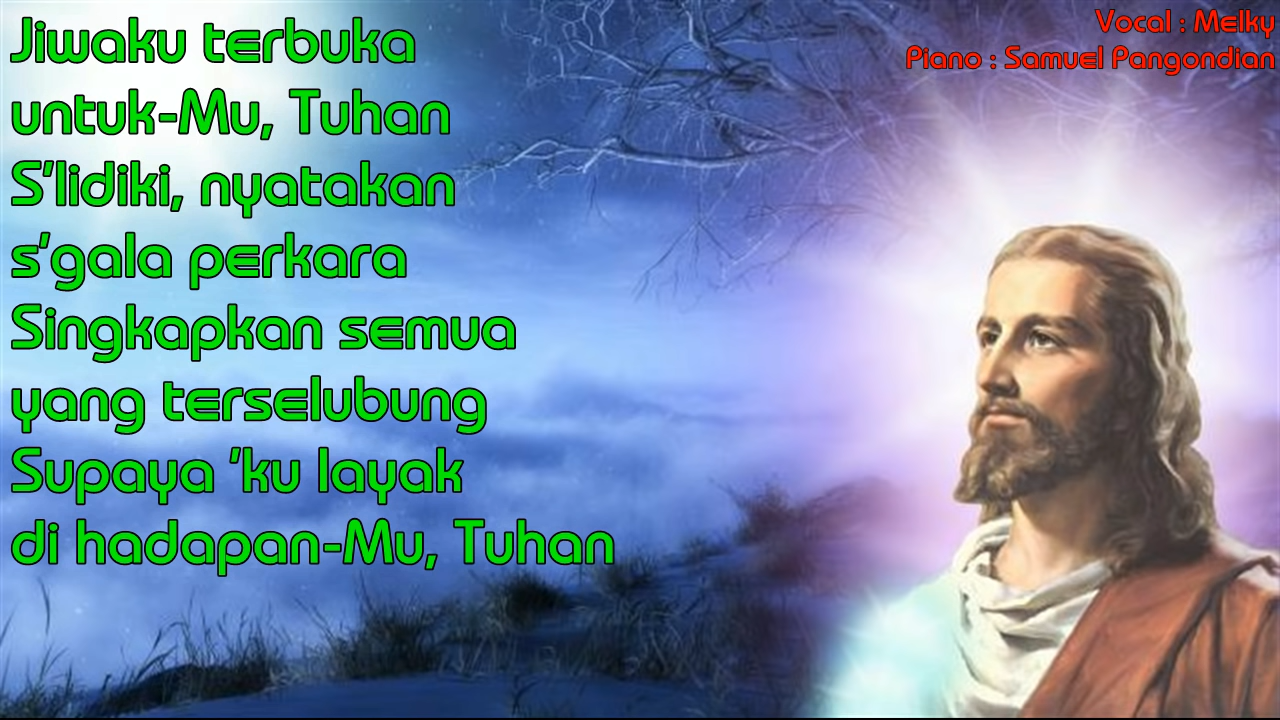 Jiwaku terbuka
untuk-Mu, Tuhan
S'lidiki, nyatakan
s'gala perkara
Singkapkan semua
yang terselubung
Supaya 'ku layak
di hadapan-Mu, Tuhan
Vocal : Melky
Piano : Samuel Pangondian